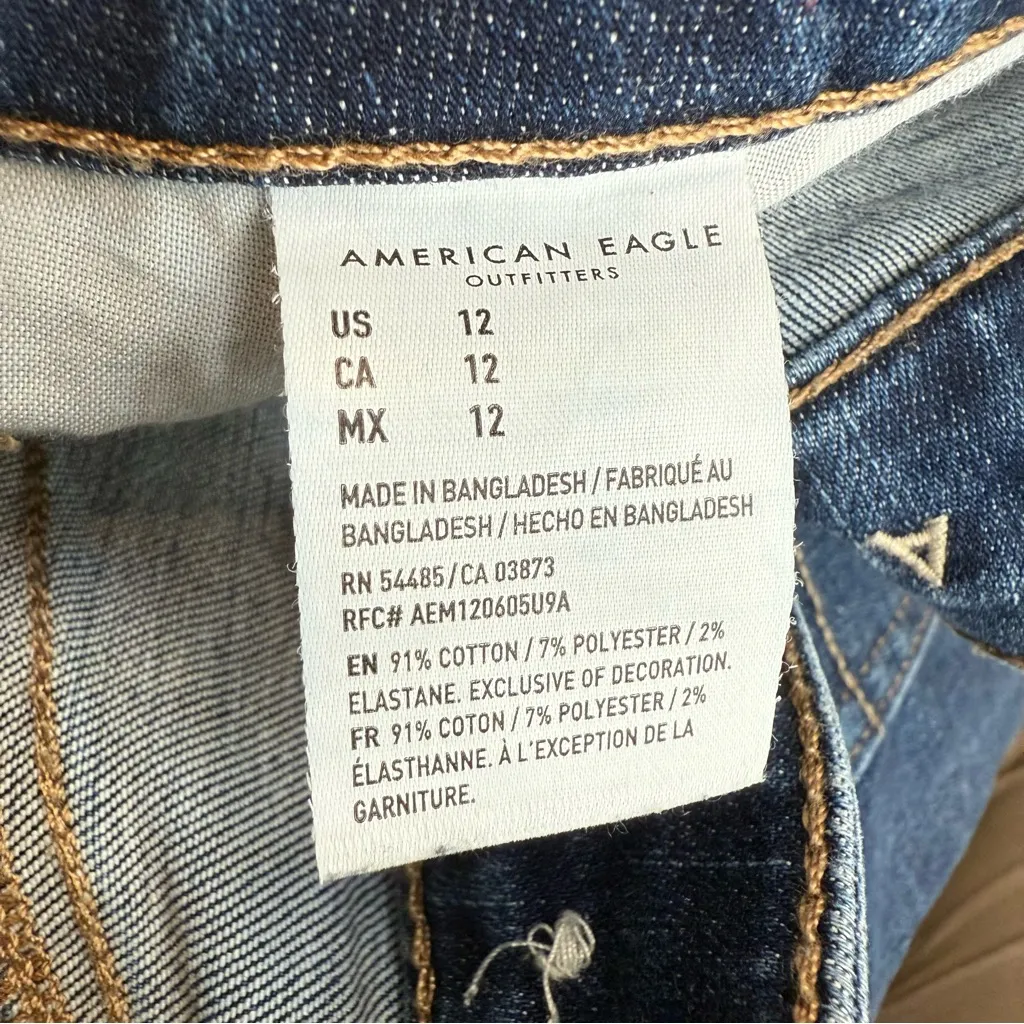 AMERICAN EAGLE
OUTFITTERS
US 12
CA 12
MX 12
MADE IN BANGLADESH / FABRIQUÉ AU
BANGLADESH / HECHO EN BANGLADESH
RN 54485/CA 03873
RFC# AEM120605U9A
EN 91% COTTON / 7% POLYESTER / 2%
ELASTANE. EXCLUSIVE OF DECORATION.
FR 91% COTON / 7% POLYESTER / 2%
ÉLASTHANNE. À L'EXCEPTION DE LA
GARNITURE.